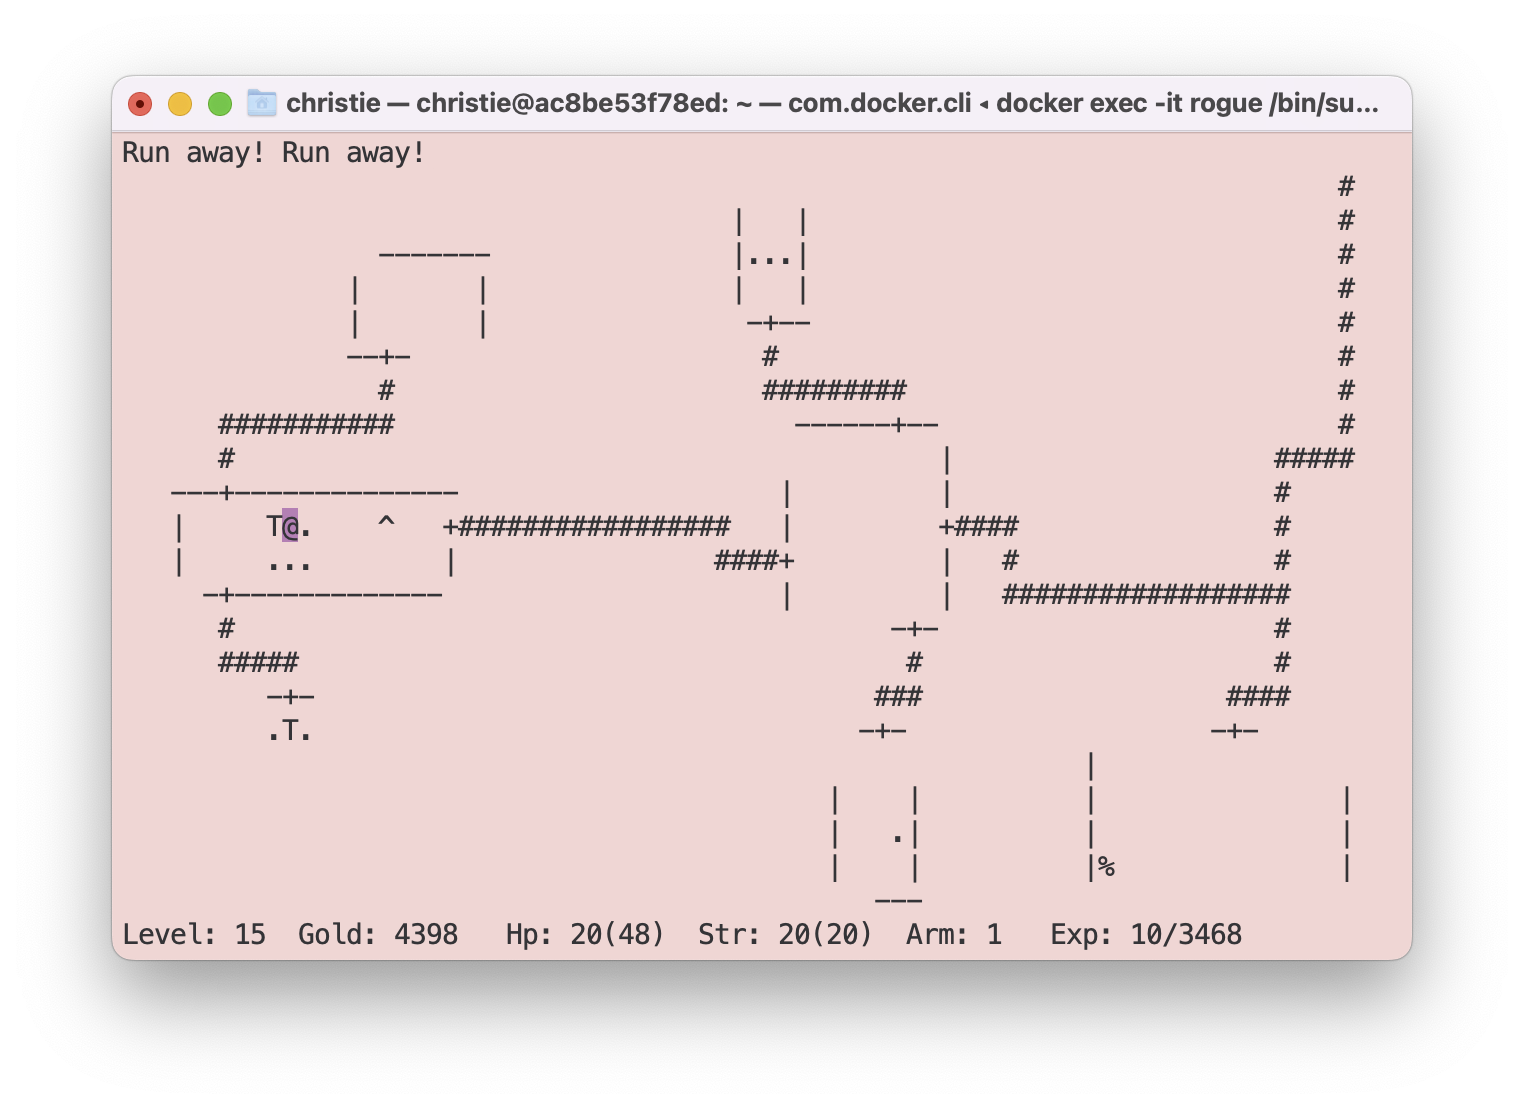 christie — christie@ac8be53f78ed: ~ — com.docker.cli ◂ docker exec -it rogue /bin/su…
Run away! Run away!
                                                                            #
                                      |   |                                 #
                -------               |...|                                 #
              |       |               |   |                                 #
              |       |                -+--                                 #
              --+-                      #                                   #
                #                       #########                           #
      ###########                         ------+--                         #
      #                                            |                    #####
   ---+--------------                    |         |                    #
   |     T@.    ^   +#################   |         +####                #
   |     ...        |                ####+         |   #                #
     -+-------------                     |         |   ##################
      #                                         -+-                     #
      #####                                      #                      #
         -+-                                   ###                   ####
         .T.                                  -+-                   -+-
                                                            |
                                            |    |          |               |
                                            |   .|          |               |
                                            |    |          |%              |
                                               ---
Level: 15  Gold: 4398   Hp: 20(48)  Str: 20(20)  Arm: 1   Exp: 10/3468